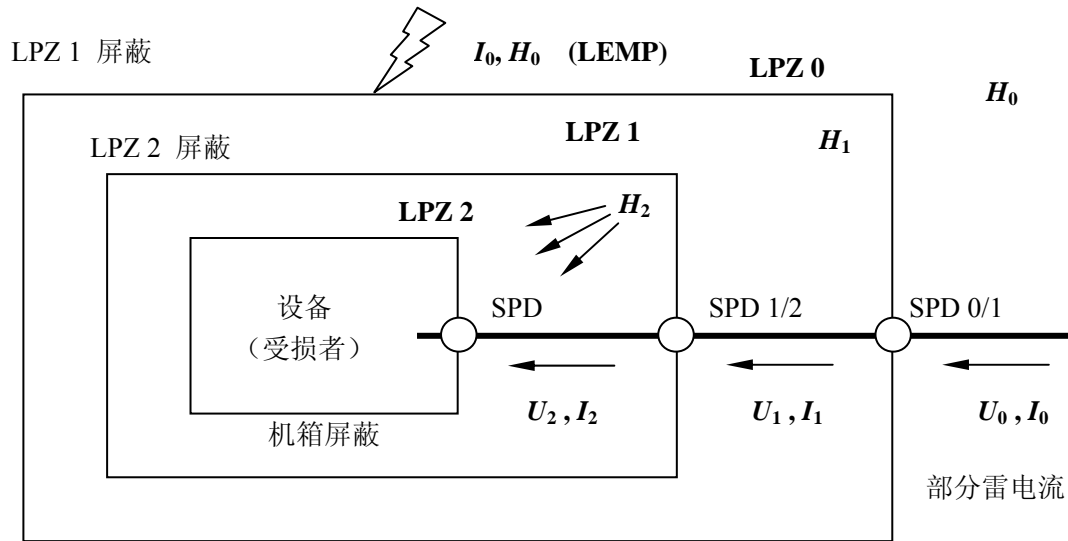 LPZ 1 屏蔽
I₀, H₀ (LEMP)
LPZ 0
H₀
LPZ 2 屏蔽
LPZ 1
H₁
LPZ 2
H₂
设备
（受损者）
SPD
SPD 1/2
SPD 0/1
U₂ , I₂
U₁ , I₁
U₀ , I₀
机箱屏蔽
部分雷电流